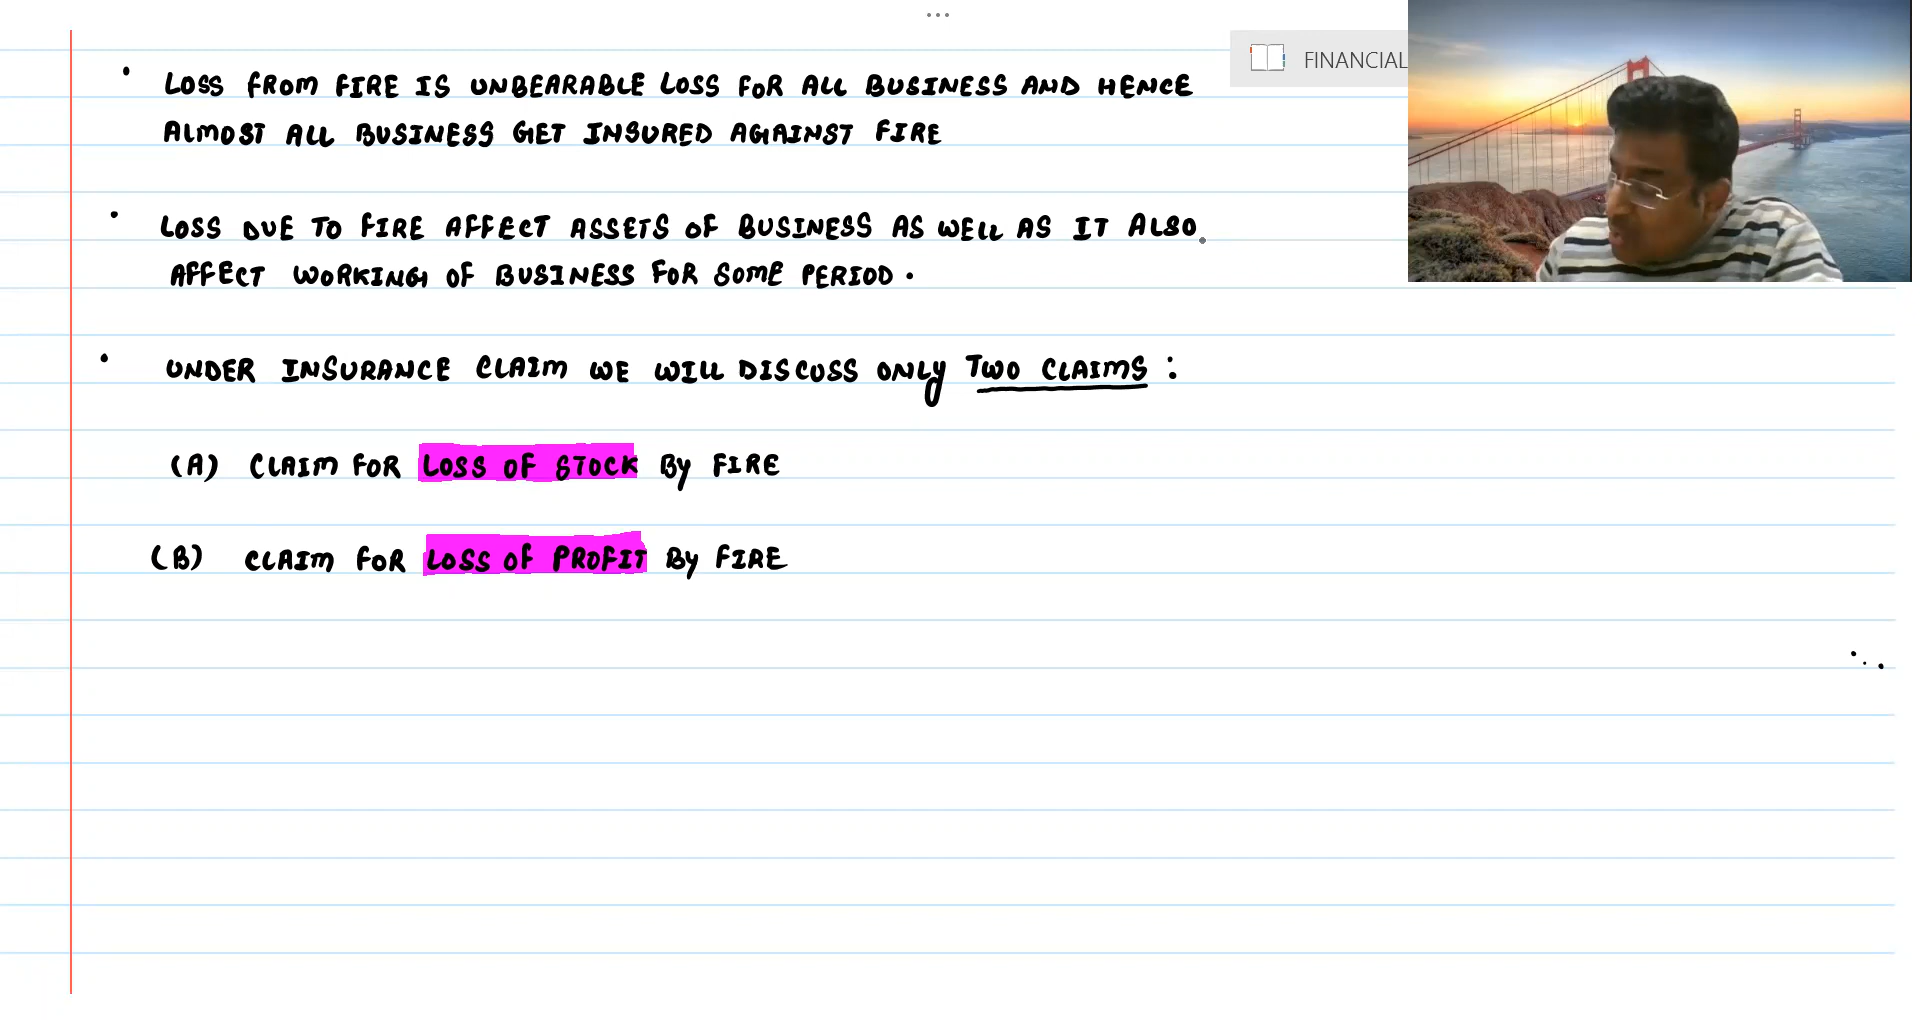 • LOSS FROM FIRE IS UNBEARABLE LOSS FOR ALL BUSINESS AND HENCE
ALMOST ALL BUSINESS GET INSURED AGAINST FIRE
• LOSS DUE TO FIRE AFFECT ASSETS OF BUSINESS AS WELL AS IT ALSO
AFFECT WORKING OF BUSINESS FOR SOME PERIOD.
• UNDER INSURANCE CLAIM WE WILL DISCUSS ONLY TWO CLAIMS :
(A) CLAIM FOR LOSS OF STOCK BY FIRE
(B) CLAIM FOR LOSS OF PROFIT BY FIRE
FINANCIAL